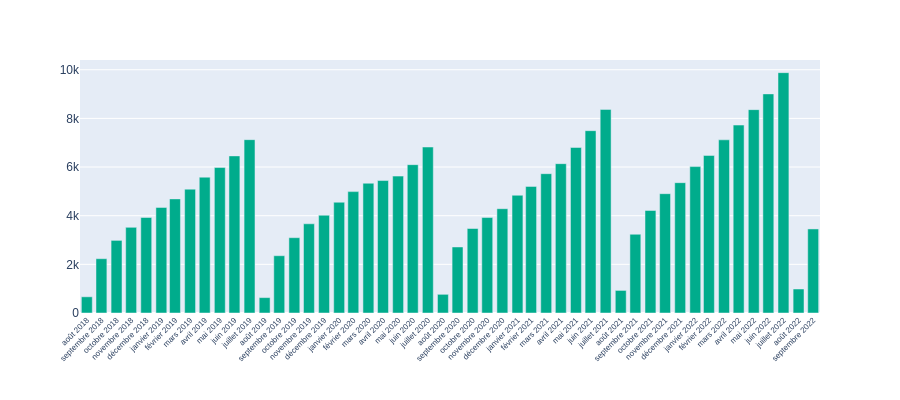 10k
8k
6k
4k
2k
0
août 2018
septembre 2018
octobre 2018
novembre 2018
décembre 2018
janvier 2019
février 2019
mars 2019
avril 2019
mai 2019
juin 2019
juillet 2019
août 2019
septembre 2019
octobre 2019
novembre 2019
décembre 2019
janvier 2020
février 2020
mars 2020
avril 2020
mai 2020
juin 2020
juillet 2020
août 2020
septembre 2020
octobre 2020
novembre 2020
décembre 2020
janvier 2021
février 2021
mars 2021
avril 2021
mai 2021
juin 2021
juillet 2021
août 2021
septembre 2021
octobre 2021
novembre 2021
décembre 2021
janvier 2022
février 2022
mars 2022
avril 2022
mai 2022
juin 2022
juillet 2022
août 2022
septembre 2022